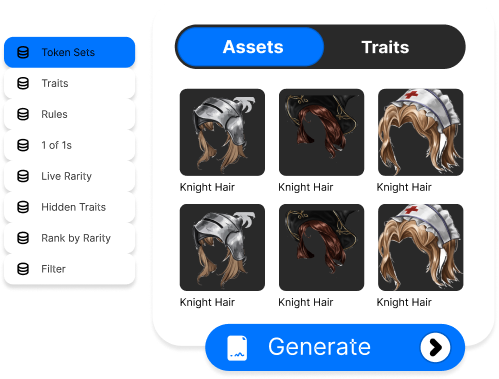 Token Sets
Traits
Rules
1 of 1s
Live Rarity
Hidden Traits
Rank by Rarity
Filter
Assets Traits
Knight Hair Knight Hair Knight Hair
Knight Hair Knight Hair Knight Hair
Generate